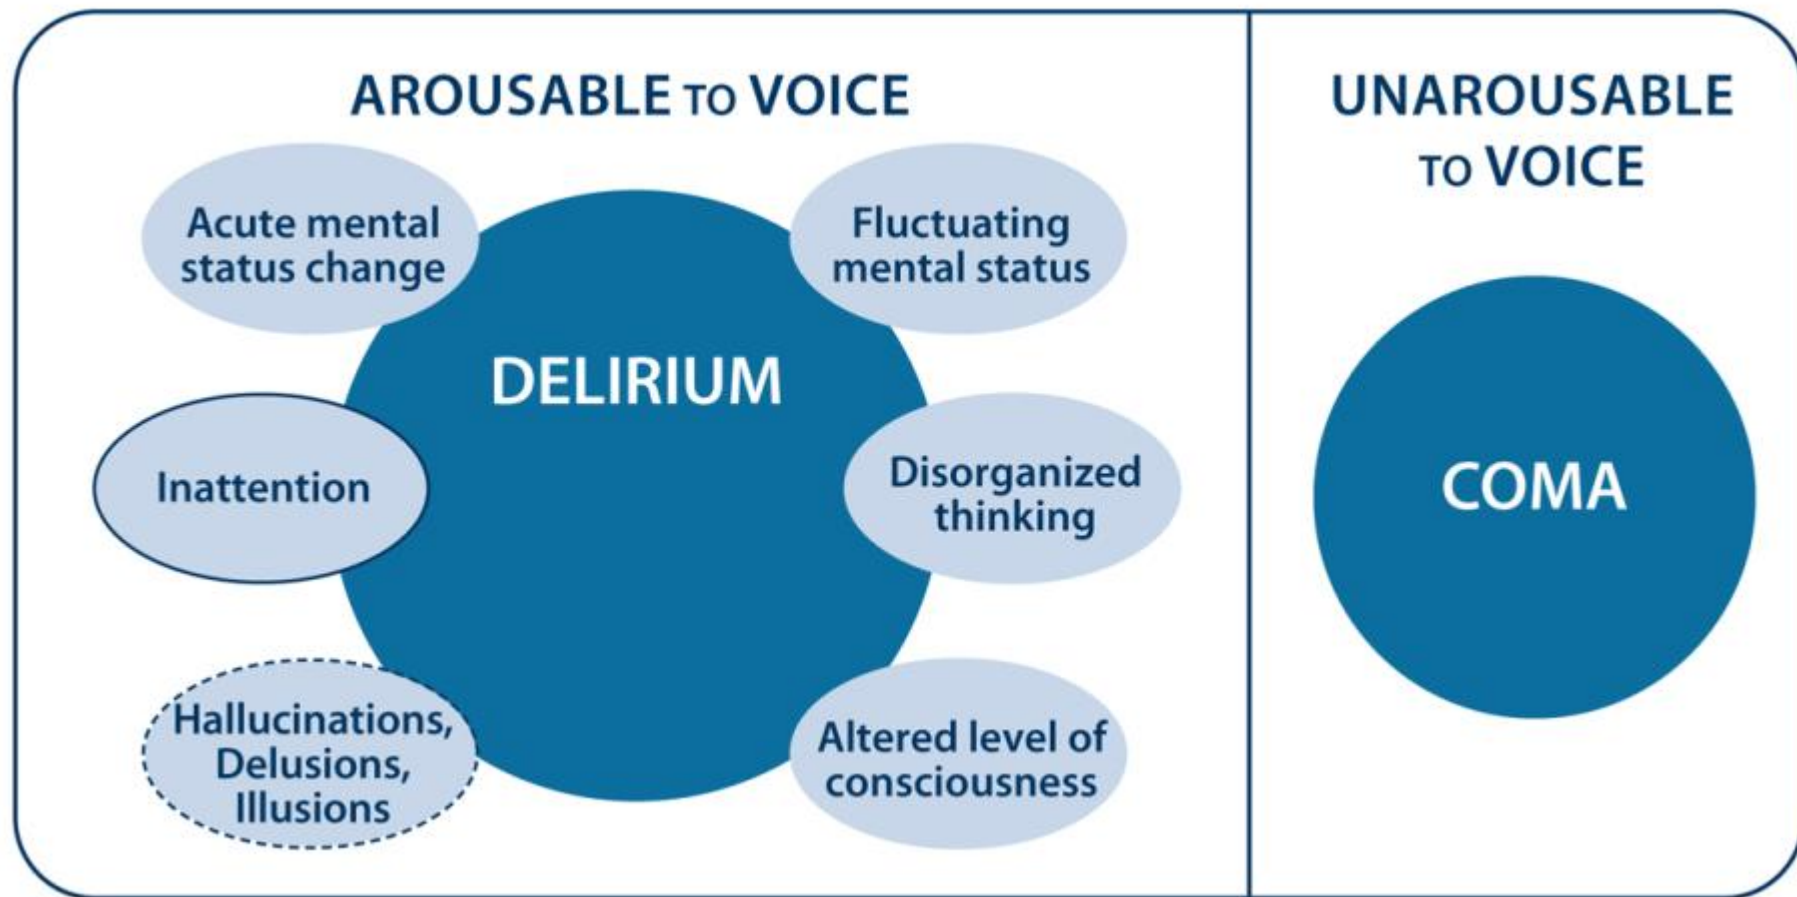 AROUSABLE TO VOICE
Acute mental
status change
Fluctuating
mental status
DELIRIUM
Inattention
Disorganized
thinking
Hallucinations,
Delusions,
Illusions
Altered level of
consciousness
UNAROUSABLE
TO VOICE
COMA